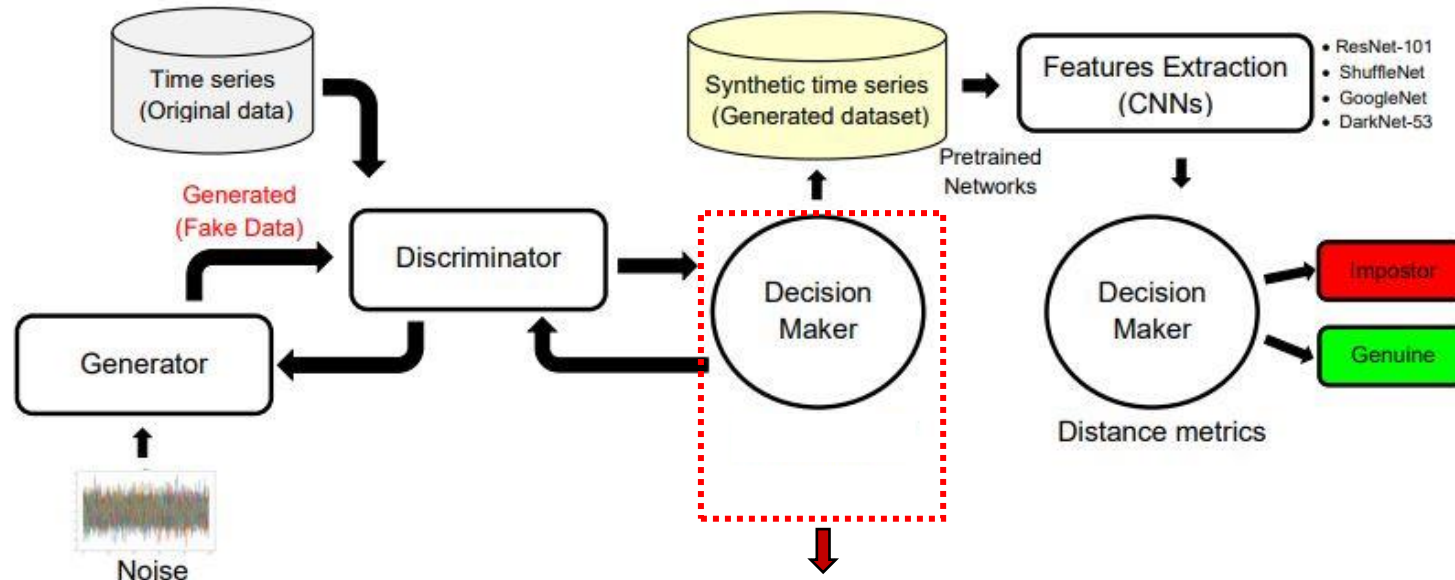 Time series
(Original data)
Synthetic time series
(Generated dataset)
Features Extraction
(CNNs)
• ResNet-101
• ShuffleNet
• GoogleNet
• DarkNet-53
Pretrained
Networks
Generated
(Fake Data)
Discriminator
Decision
Maker
Decision
Maker
Impostor
Genuine
Generator
Distance metrics
Noise